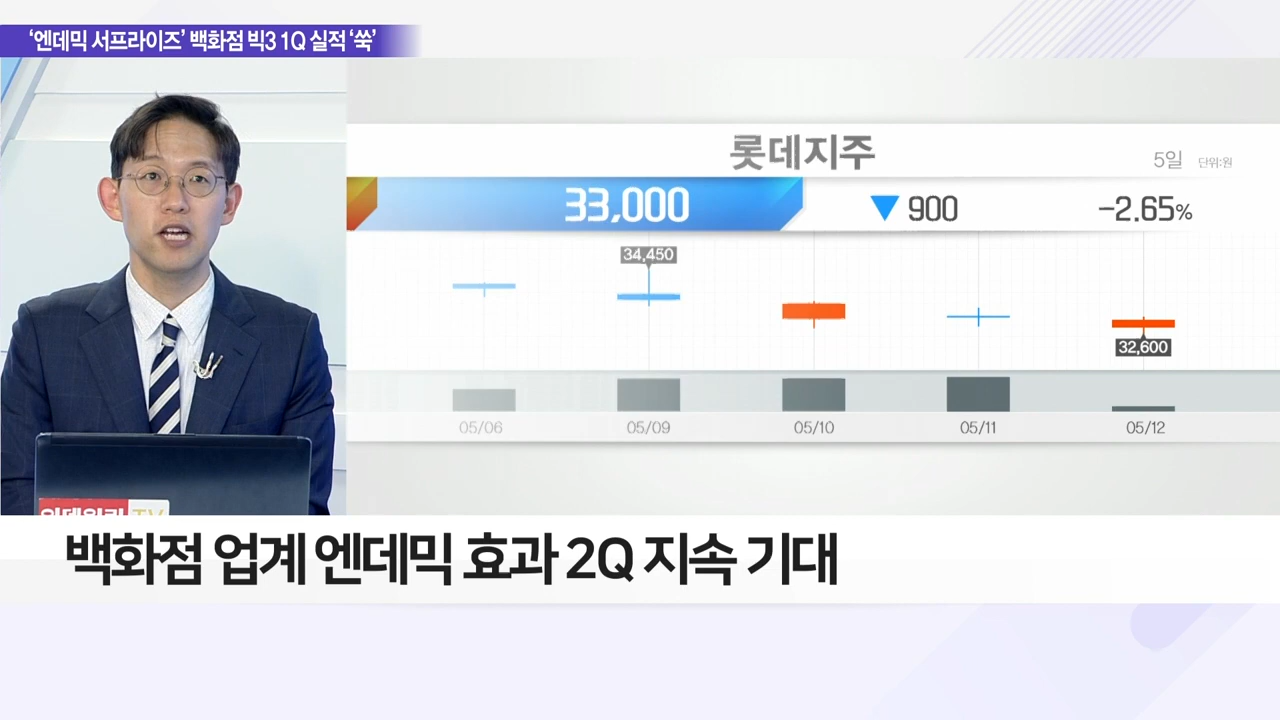 ‘엔데믹 서프라이즈’ 백화점 빅3 1Q 실적 ‘쑥’
롯데지주
5일 단위:원
33,000 ▼ 900 -2.65%
34,450
32,600
05/06 05/09 05/10 05/11 05/12
TV
백화점 업계 엔데믹 효과 2Q 지속 기대